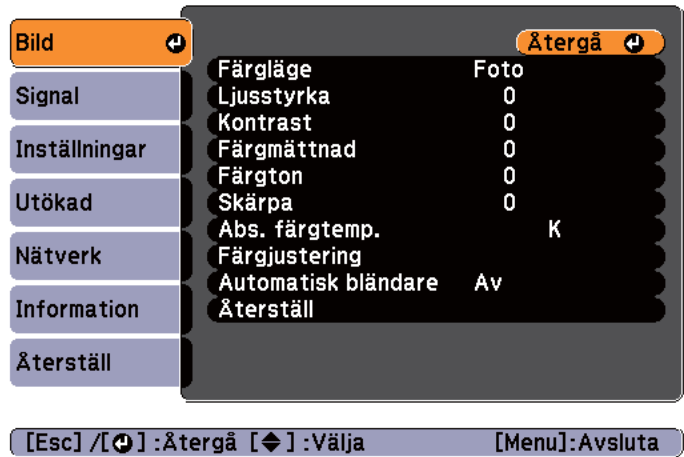 Bild
Signal
Inställningar
Utökad
Nätverk
Information
Återställ
Återgå
Färgläge Foto
Ljusstyrka 0
Kontrast 0
Färgmättnad 0
Färgton 0
Skärpa 0
Abs. färgtemp. K
Färgjustering
Automatisk bländare Av
Återställ
[Esc] /[ ] :Återgå [ ] :Välja [Menu]:Avsluta